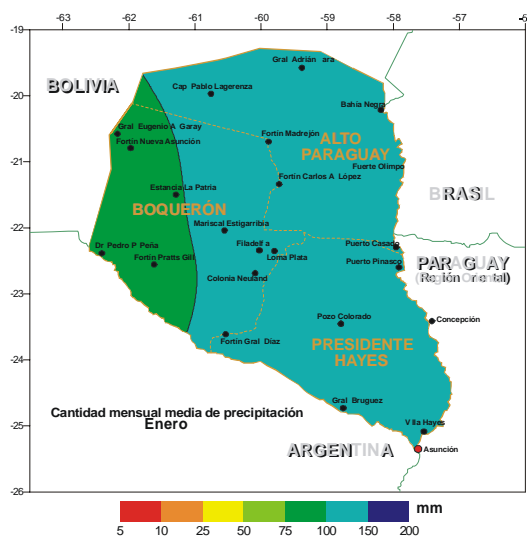 -63 -62 -61 -60 -59 -58 -57 -56
-19
-20
-21
-22
-23
-24
-25
-26
BOLIVIA
Gral Adrián Jara
Cap Pablo Lagerenza
Bahía Negra
Gral Eugenio A Garay
Fortín Nueva Asunción
Fortín Madrejón
ALTO
PARAGUAY
Fuerte Olimpo
Fortín Carlos A López
Estancia La Patria
BOQUERÓN
BRASIL
Mariscal Estigarribia
Dr Pedro P Peña
Fortín Pratts Gill
Filadelfia
Loma Plata
Colonia Neuland
Puerto Casado
Puerto Pinasco
PARAGUAY
(Región Oriental)
Pozo Colorado
Concepción
Fortín Gral Díaz
PRESIDENTE
HAYES
Gral Bruguez
Cantidad mensual media de precipitación
Enero
Villa Hayes
ARGENTINA
Asunción
mm
5 10 25 50 75 100 150 200